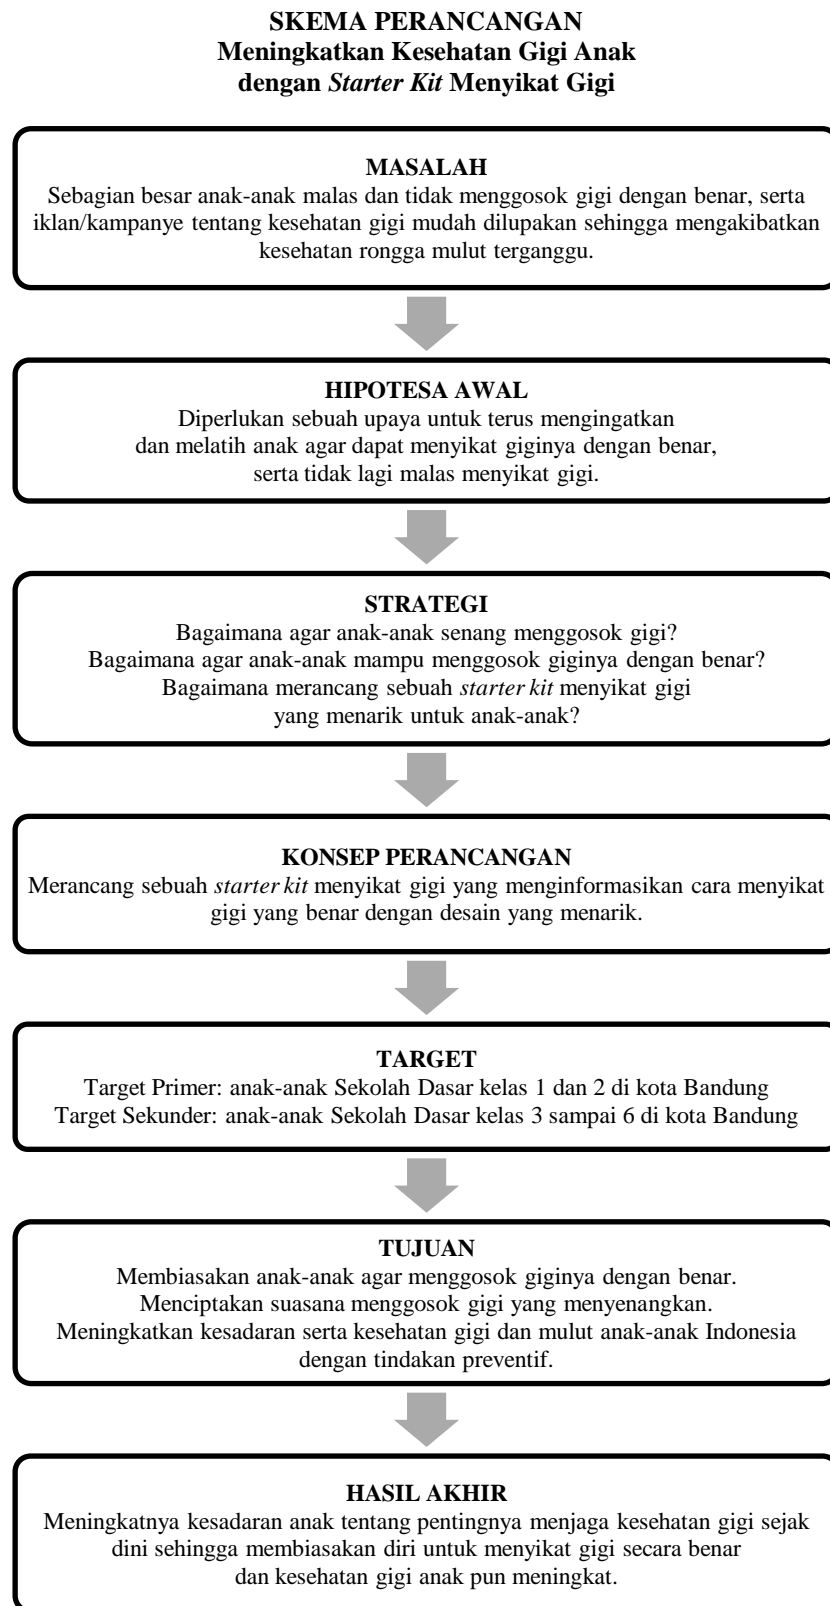 SKEMA PERANCANGAN
Meningkatkan Kesehatan Gigi Anak
dengan Starter Kit Menyikat Gigi
MASALAH
Sebagian besar anak-anak malas dan tidak menggosok gigi dengan benar, serta
iklan/kampanye tentang kesehatan gigi mudah dilupakan sehingga mengakibatkan
kesehatan rongga mulut terganggu.
HIPOTESA AWAL
Diperlukan sebuah upaya untuk terus mengingatkan
dan melatih anak agar dapat menyikat giginya dengan benar,
serta tidak lagi malas menyikat gigi.
STRATEGI
Bagaimana agar anak-anak senang menggosok gigi?
Bagaimana agar anak-anak mampu menggosok giginya dengan benar?
Bagaimana merancang sebuah starter kit menyikat gigi
yang menarik untuk anak-anak?
KONSEP PERANCANGAN
Merancang sebuah starter kit menyikat gigi yang menginformasikan cara menyikat
gigi yang benar dengan desain yang menarik.
TARGET
Target Primer: anak-anak Sekolah Dasar kelas 1 dan 2 di kota Bandung
Target Sekunder: anak-anak Sekolah Dasar kelas 3 sampai 6 di kota Bandung
TUJUAN
Membiasakan anak-anak agar menggosok giginya dengan benar.
Menciptakan suasana menggosok gigi yang menyenangkan.
Meningkatkan kesadaran serta kesehatan gigi dan mulut anak-anak Indonesia
dengan tindakan preventif.
HASIL AKHIR
Meningkatnya kesadaran anak tentang pentingnya menjaga kesehatan gigi sejak
dini sehingga membiasakan diri untuk menyikat gigi secara benar
dan kesehatan gigi anak pun meningkat.